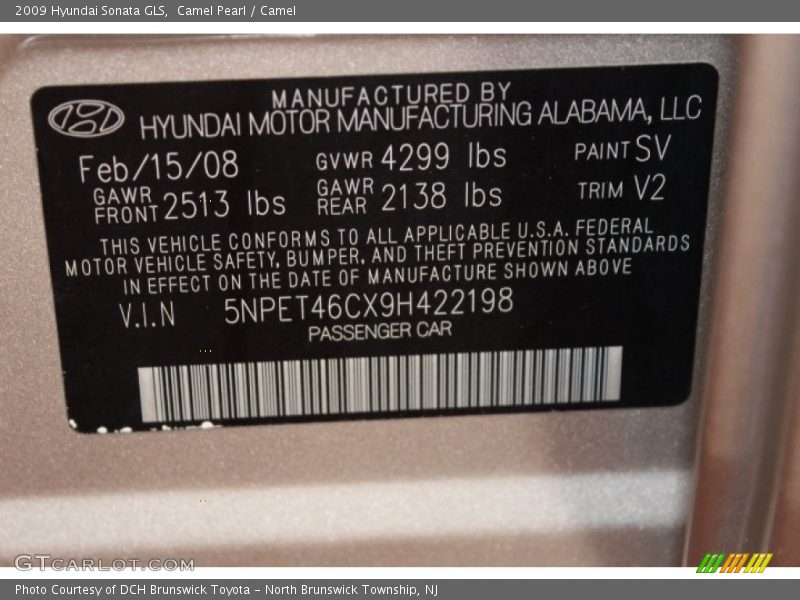 2009 Hyundai Sonata GLS,  Camel Pearl / Camel
MANUFACTURED BY
HYUNDAI MOTOR MANUFACTURING ALABAMA, LLC
Feb/15/08 GVWR 4299 lbs PAINT SV
GAWR FRONT 2513 lbs GAWR REAR 2138 lbs TRIM V2
THIS VEHICLE CONFORMS TO ALL APPLICABLE U.S.A. FEDERAL
MOTOR VEHICLE SAFETY, BUMPER, AND THEFT PREVENTION STANDARDS
IN EFFECT ON THE DATE OF MANUFACTURE SHOWN ABOVE
V.I.N 5NPET46CX9H422198
PASSENGER CAR
GTCARLOT.COM
Photo Courtesy of DCH Brunswick Toyota – North Brunswick Township, NJ